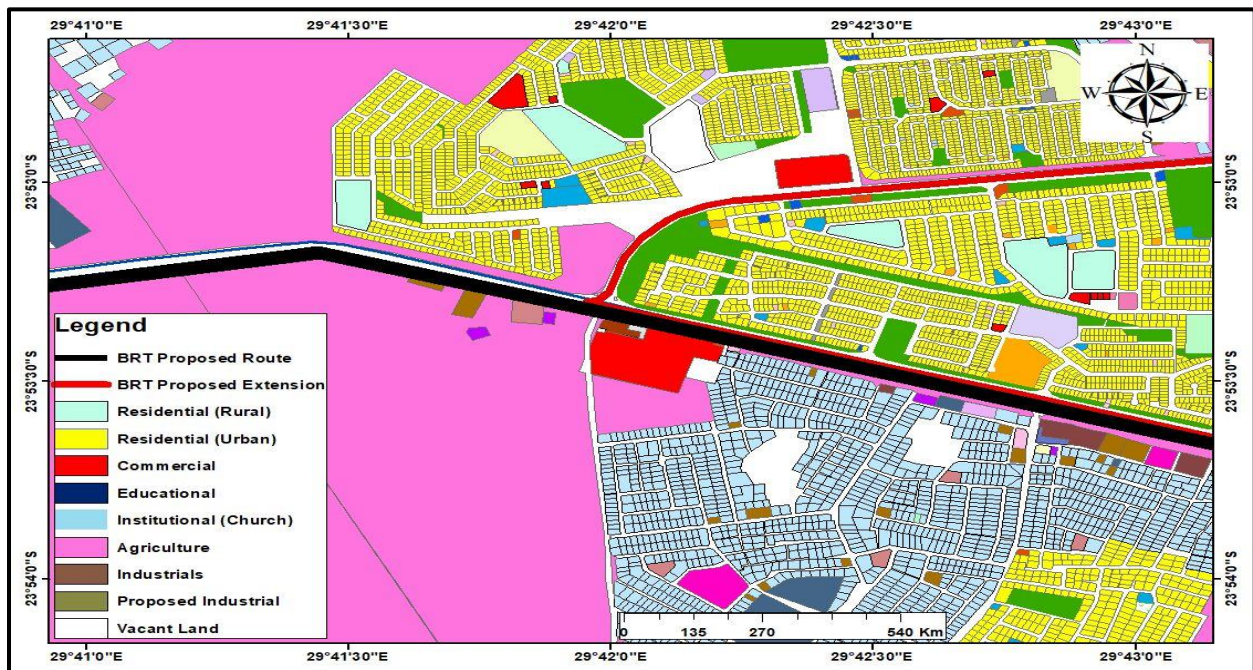 29°41'0"E 29°41'30"E 29°42'0"E 29°42'30"E 29°43'0"E
N
W E
S
23°53'0"S 23°53'0"S
23°53'30"S 23°53'30"S
23°54'0"S 23°54'0"S
Legend
BRT Proposed Route
BRT Proposed Extension
Residential (Rural)
Residential (Urban)
Commercial
Educational
Institutional (Church)
Agriculture
Industrials
Proposed Industrial
Vacant Land
0 135 270 540 Km
29°41'0"E 29°41'30"E 29°42'0"E 29°42'30"E 29°43'0"E